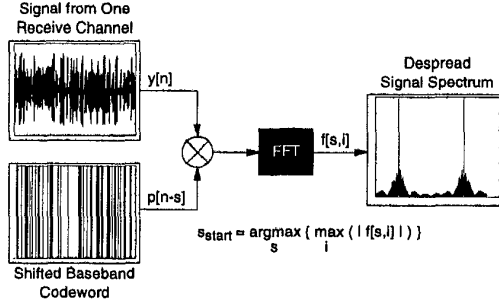 Signal from One
Receive Channel
y[n]
Despread
Signal Spectrum
FFT
f[s,i]
p[n-s]
s_start = argmax { max ( | f[s,i] | ) }
s i
Shifted Baseband
Codeword